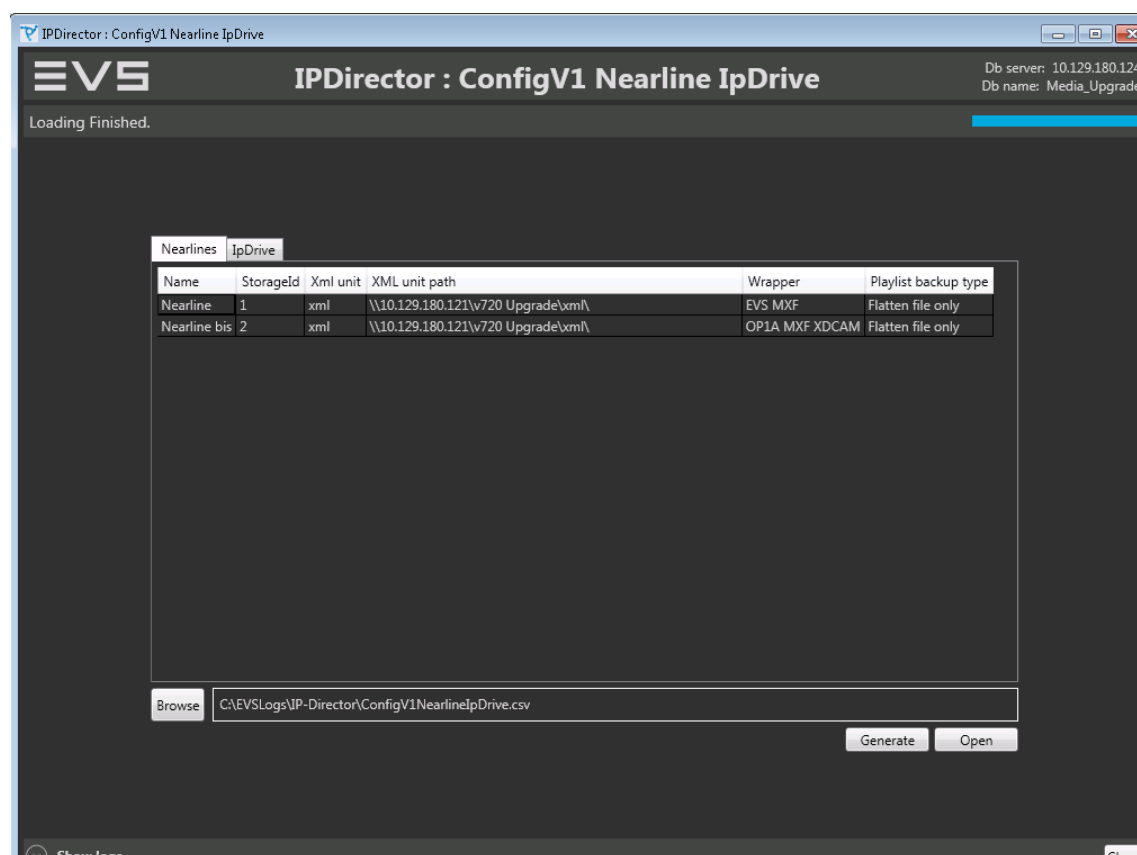 IPDirector : ConfigV1 Nearline IpDrive
EVS IPDirector : ConfigV1 Nearline IpDrive
Db server: 10.129.180.124
Db name: Media_Upgrade
Loading Finished.
Nearlines IpDrive
Name StorageId Xml unit XML unit path Wrapper Playlist backup type
Nearline 1 xml \\10.129.180.121\v720 Upgrade\xml\ EVS MXF Flatten file only
Nearline bis 2 xml \\10.129.180.121\v720 Upgrade\xml\ OP1A MXF XDCAM Flatten file only
Browse C:\EVSLogs\IP-Director\ConfigV1NearlineIpDrive.csv
Generate Open